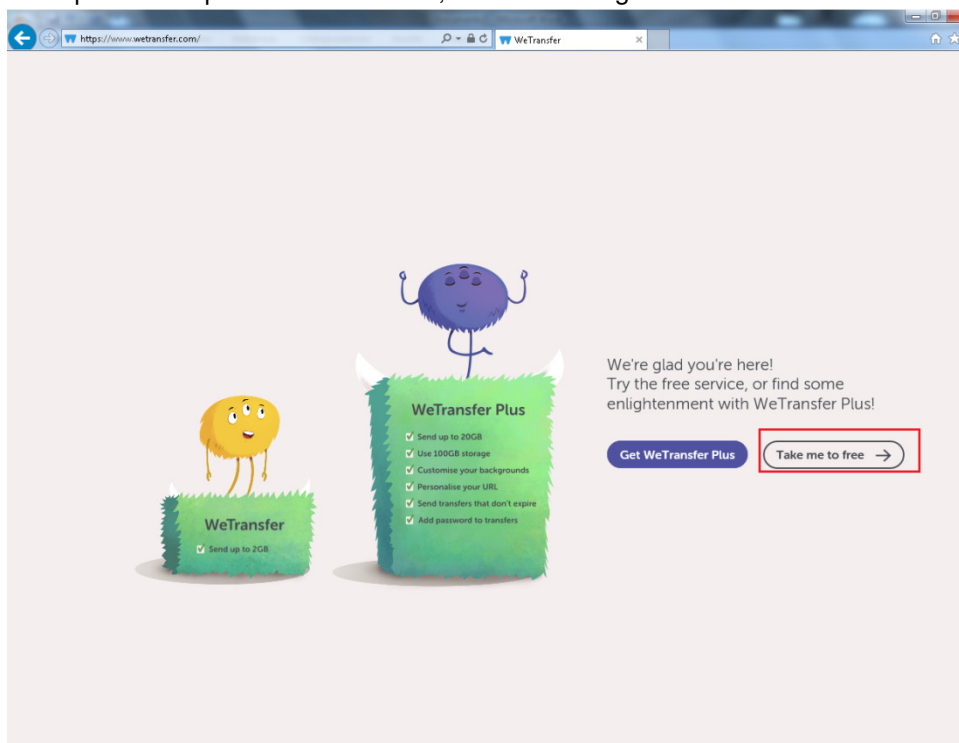 https://www.wetransfer.com/
WeTransfer
We're glad you're here!
Try the free service, or find some
enlightenment with WeTransfer Plus!
Get WeTransfer Plus
Take me to free →
WeTransfer Plus
Send up to 20GB
Use 100GB storage
Customise your backgrounds
Personalise your URL
Send transfers that don't expire
Add password to transfers
WeTransfer
Send up to 2GB